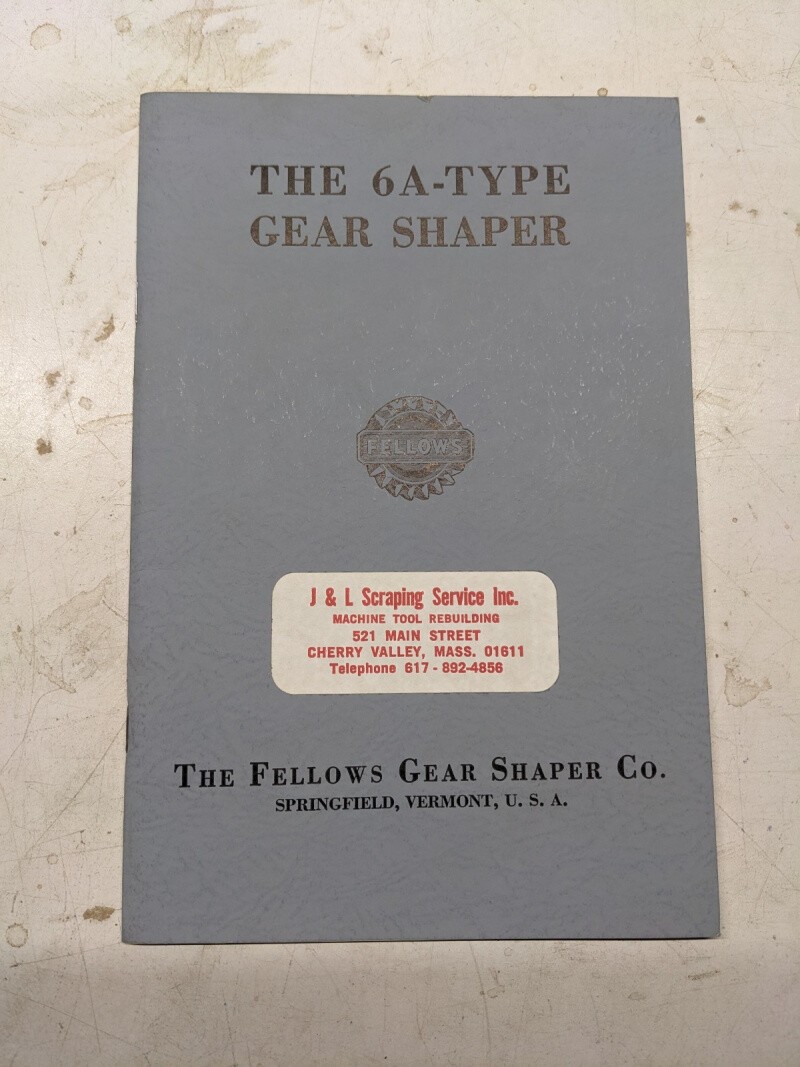 THE 6A-TYPE
GEAR SHAPER
FELLOWS
J & L Scraping Service Inc.
MACHINE TOOL REBUILDING
521 MAIN STREET
CHERRY VALLEY, MASS. 01611
Telephone 617-892-4856
THE FELLOWS GEAR SHAPER CO.
SPRINGFIELD, VERMONT, U. S. A.